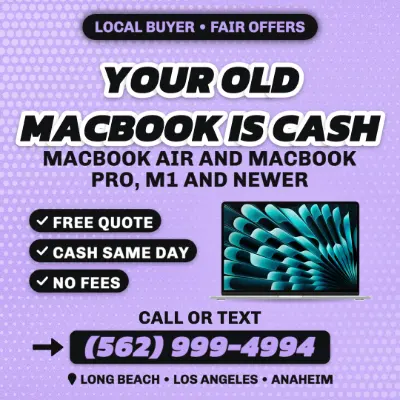 LOCAL BUYER • FAIR OFFERS
YOUR OLD
MACBOOK IS CASH
MACBOOK AIR AND MACBOOK
PRO, M1 AND NEWER
FREE QUOTE
CASH SAME DAY
NO FEES
CALL OR TEXT
(562) 999-4994
LONG BEACH • LOS ANGELES • ANAHEIM